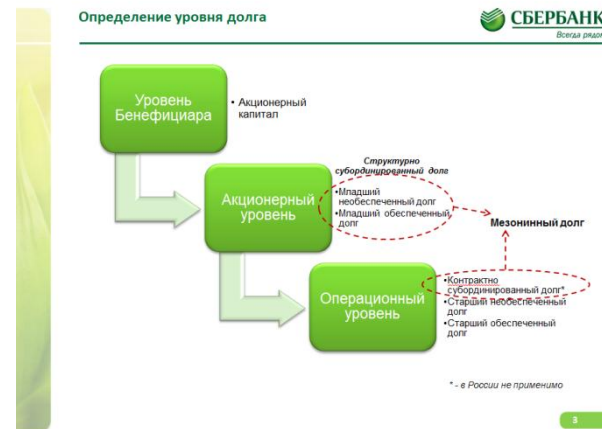 Определение уровня долга
СБЕРБАНК
Всегда рядом
Уровень
Бенефициара
• Акционерный
капитал
Структурно
субординированный долг
Акционерный
уровень
•Младший
необеспеченный долг
•Младший обеспеченный
долг
Мезонинный долг
Операционный
уровень
•Контрактно
субординированный долг*
•Старший необеспеченный
долг
•Старший обеспеченный
долг
* - в России не применимо
3